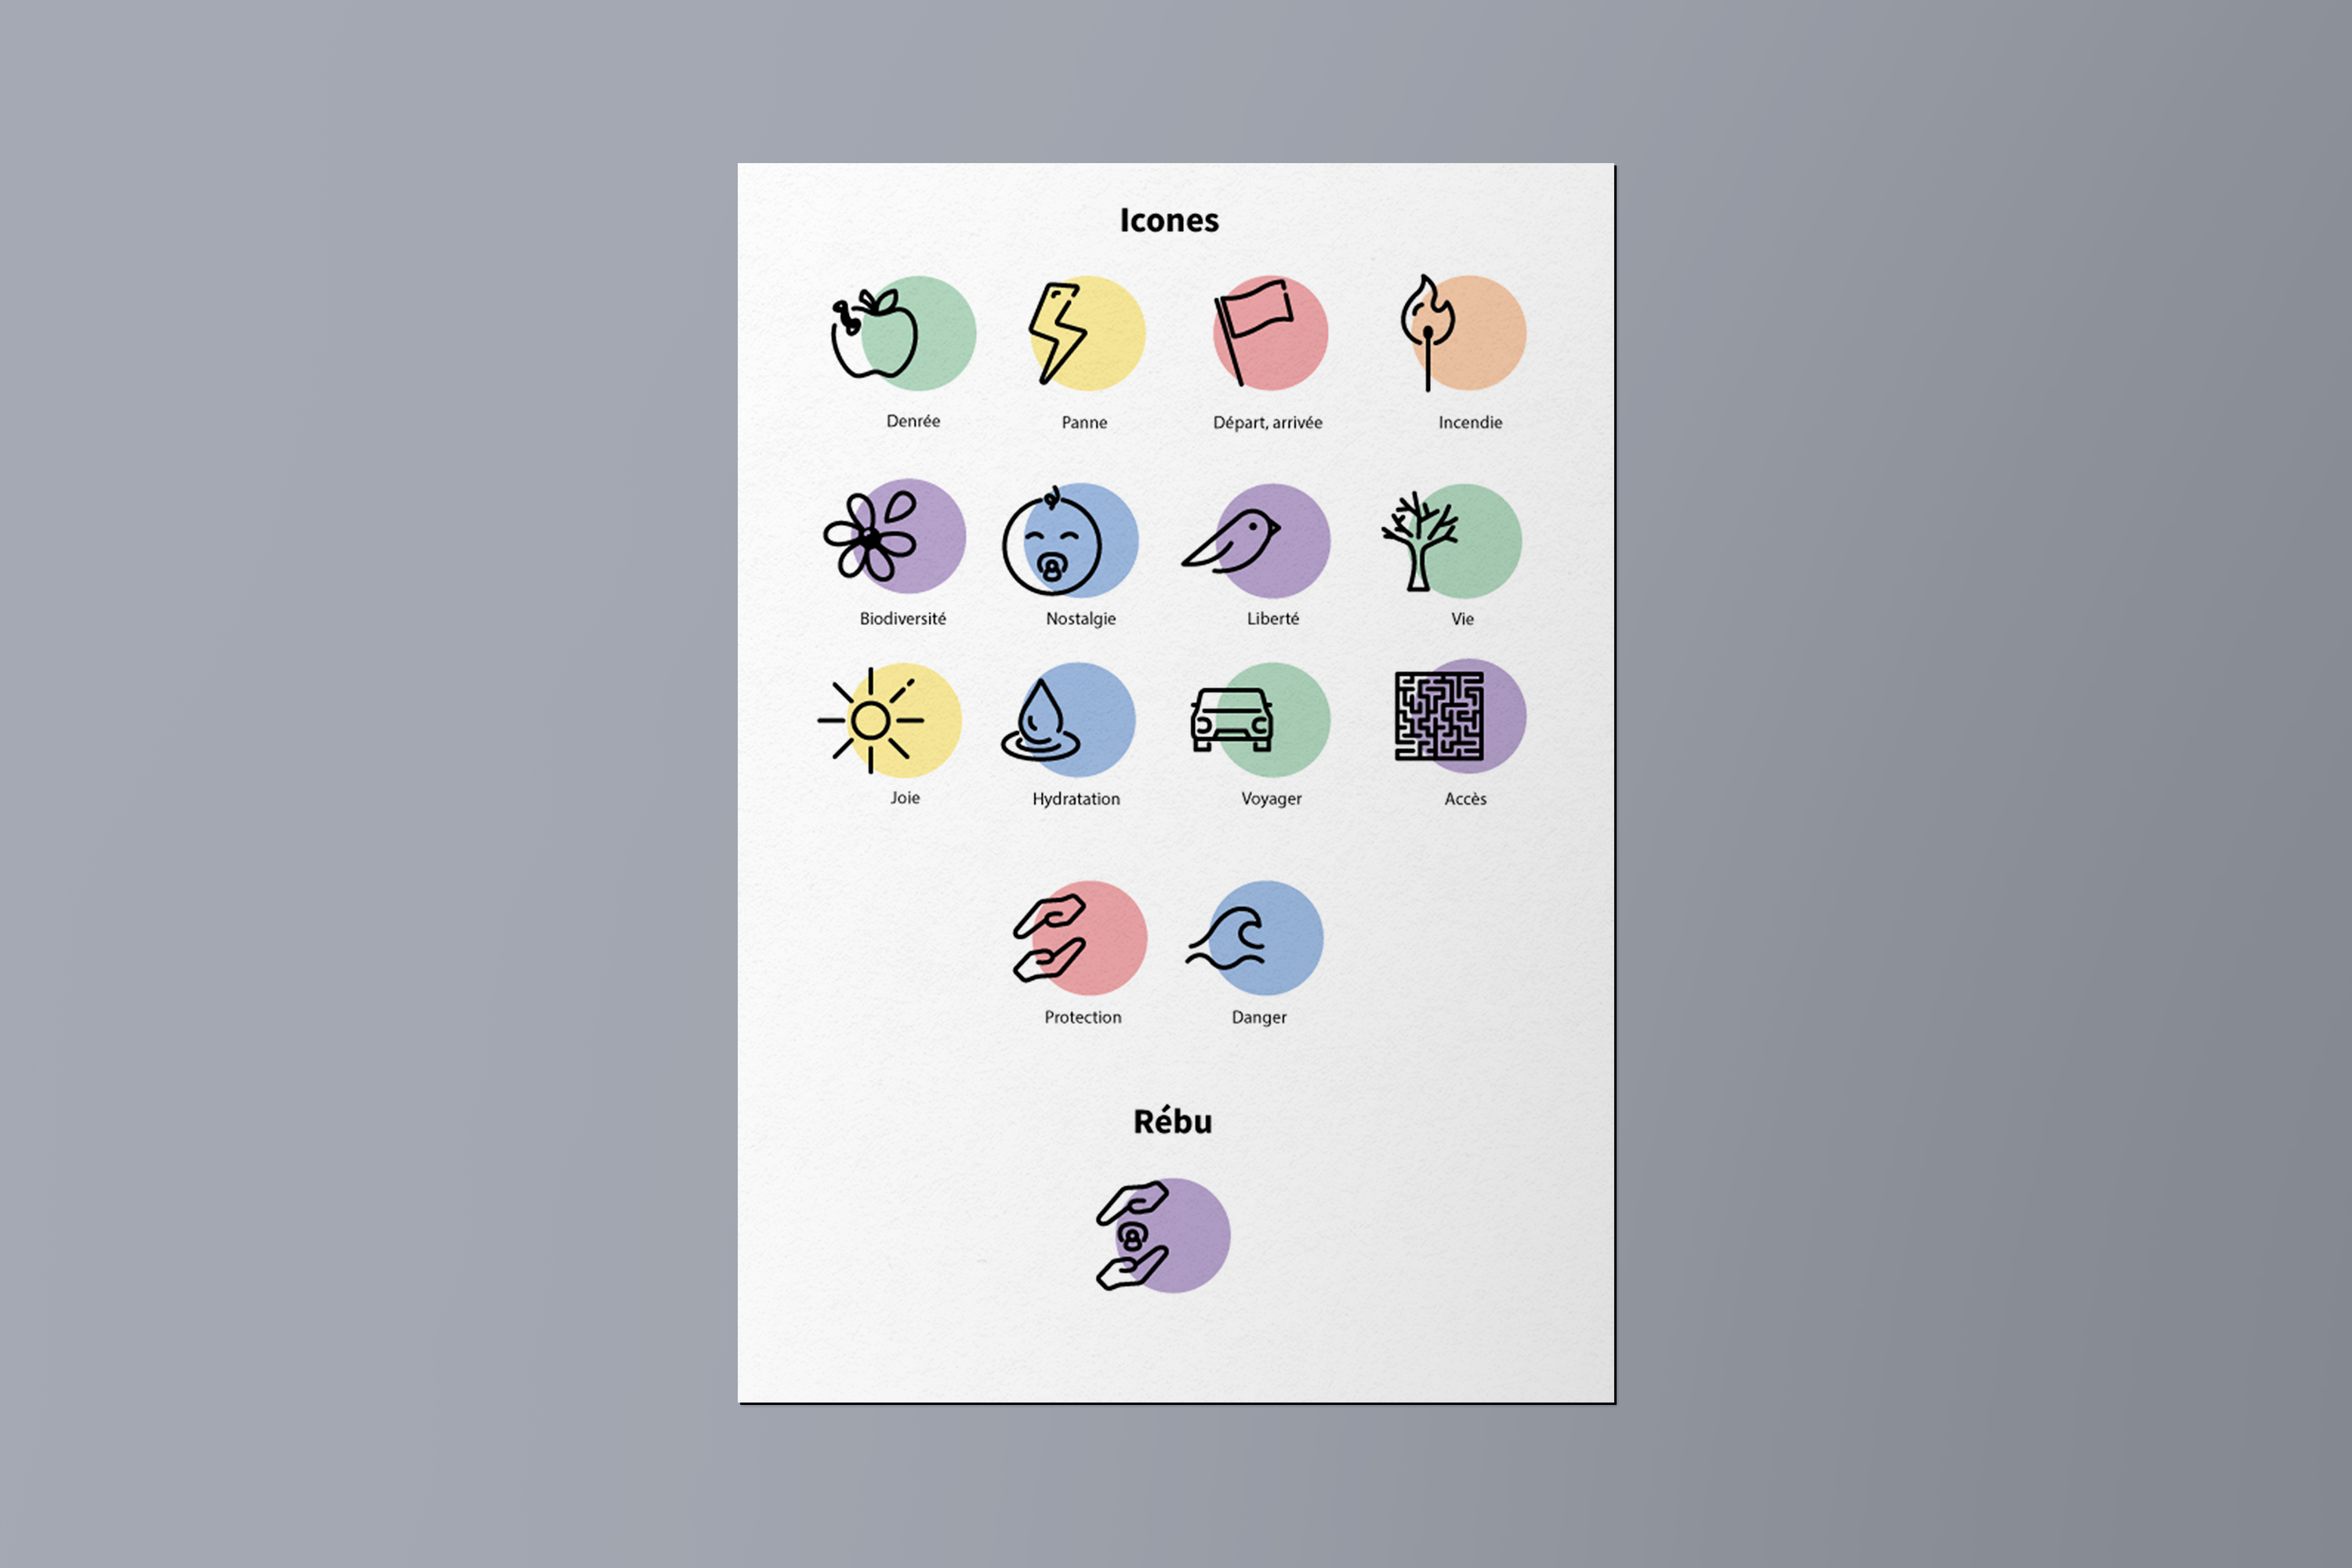 Icones
Denrée
Panne
Départ, arrivée
Incendie
Biodiversité
Nostalgie
Liberté
Vie
Joie
Hydratation
Voyager
Accès
Protection
Danger
Rébu